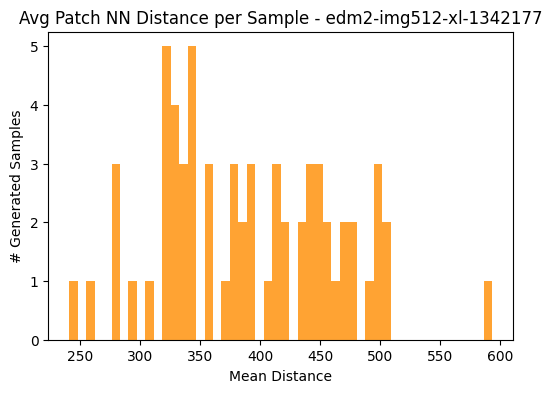 Avg Patch NN Distance per Sample - edm2-img512-xl-1342177
5
4
3
2
1
0
# Generated Samples
250 300 350 400 450 500 550 600
Mean Distance